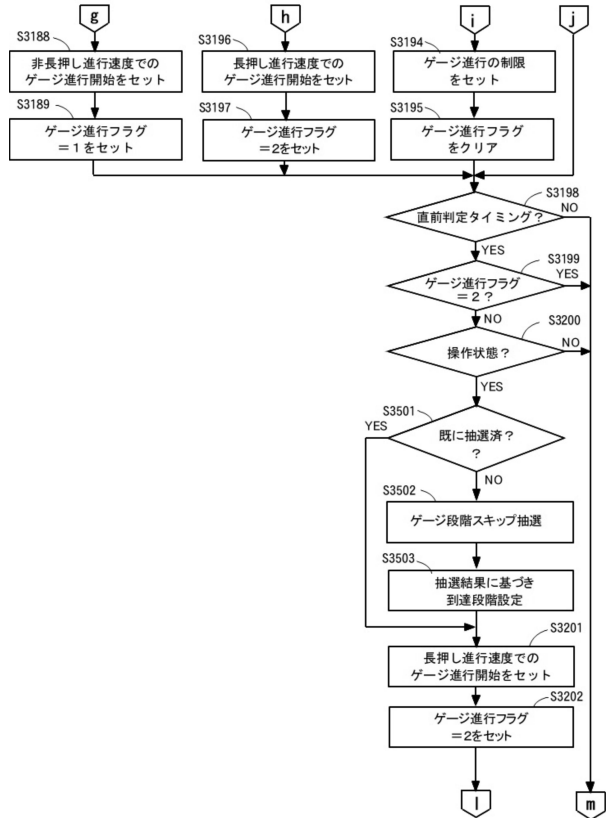 g
h
i
j
S3188
非長押し進行速度での
ゲージ進行開始をセット
S3196
長押し進行速度での
ゲージ進行開始をセット
S3194
ゲージ進行の制限
をセット
S3189
ゲージ進行フラグ
＝１をセット
S3197
ゲージ進行フラグ
＝2をセット
S3195
ゲージ進行フラグ
をクリア
S3198
直前判定タイミング？
NO
YES
S3199
ゲージ進行フラグ
＝２？
YES
NO
S3200
操作状態？
NO
YES
S3501
YES
既に抽選済？
？
NO
S3502
ゲージ段階スキップ抽選
S3503
抽選結果に基づき
到達段階設定
S3201
長押し進行速度での
ゲージ進行開始をセット
S3202
ゲージ進行フラグ
＝2をセット
l
m